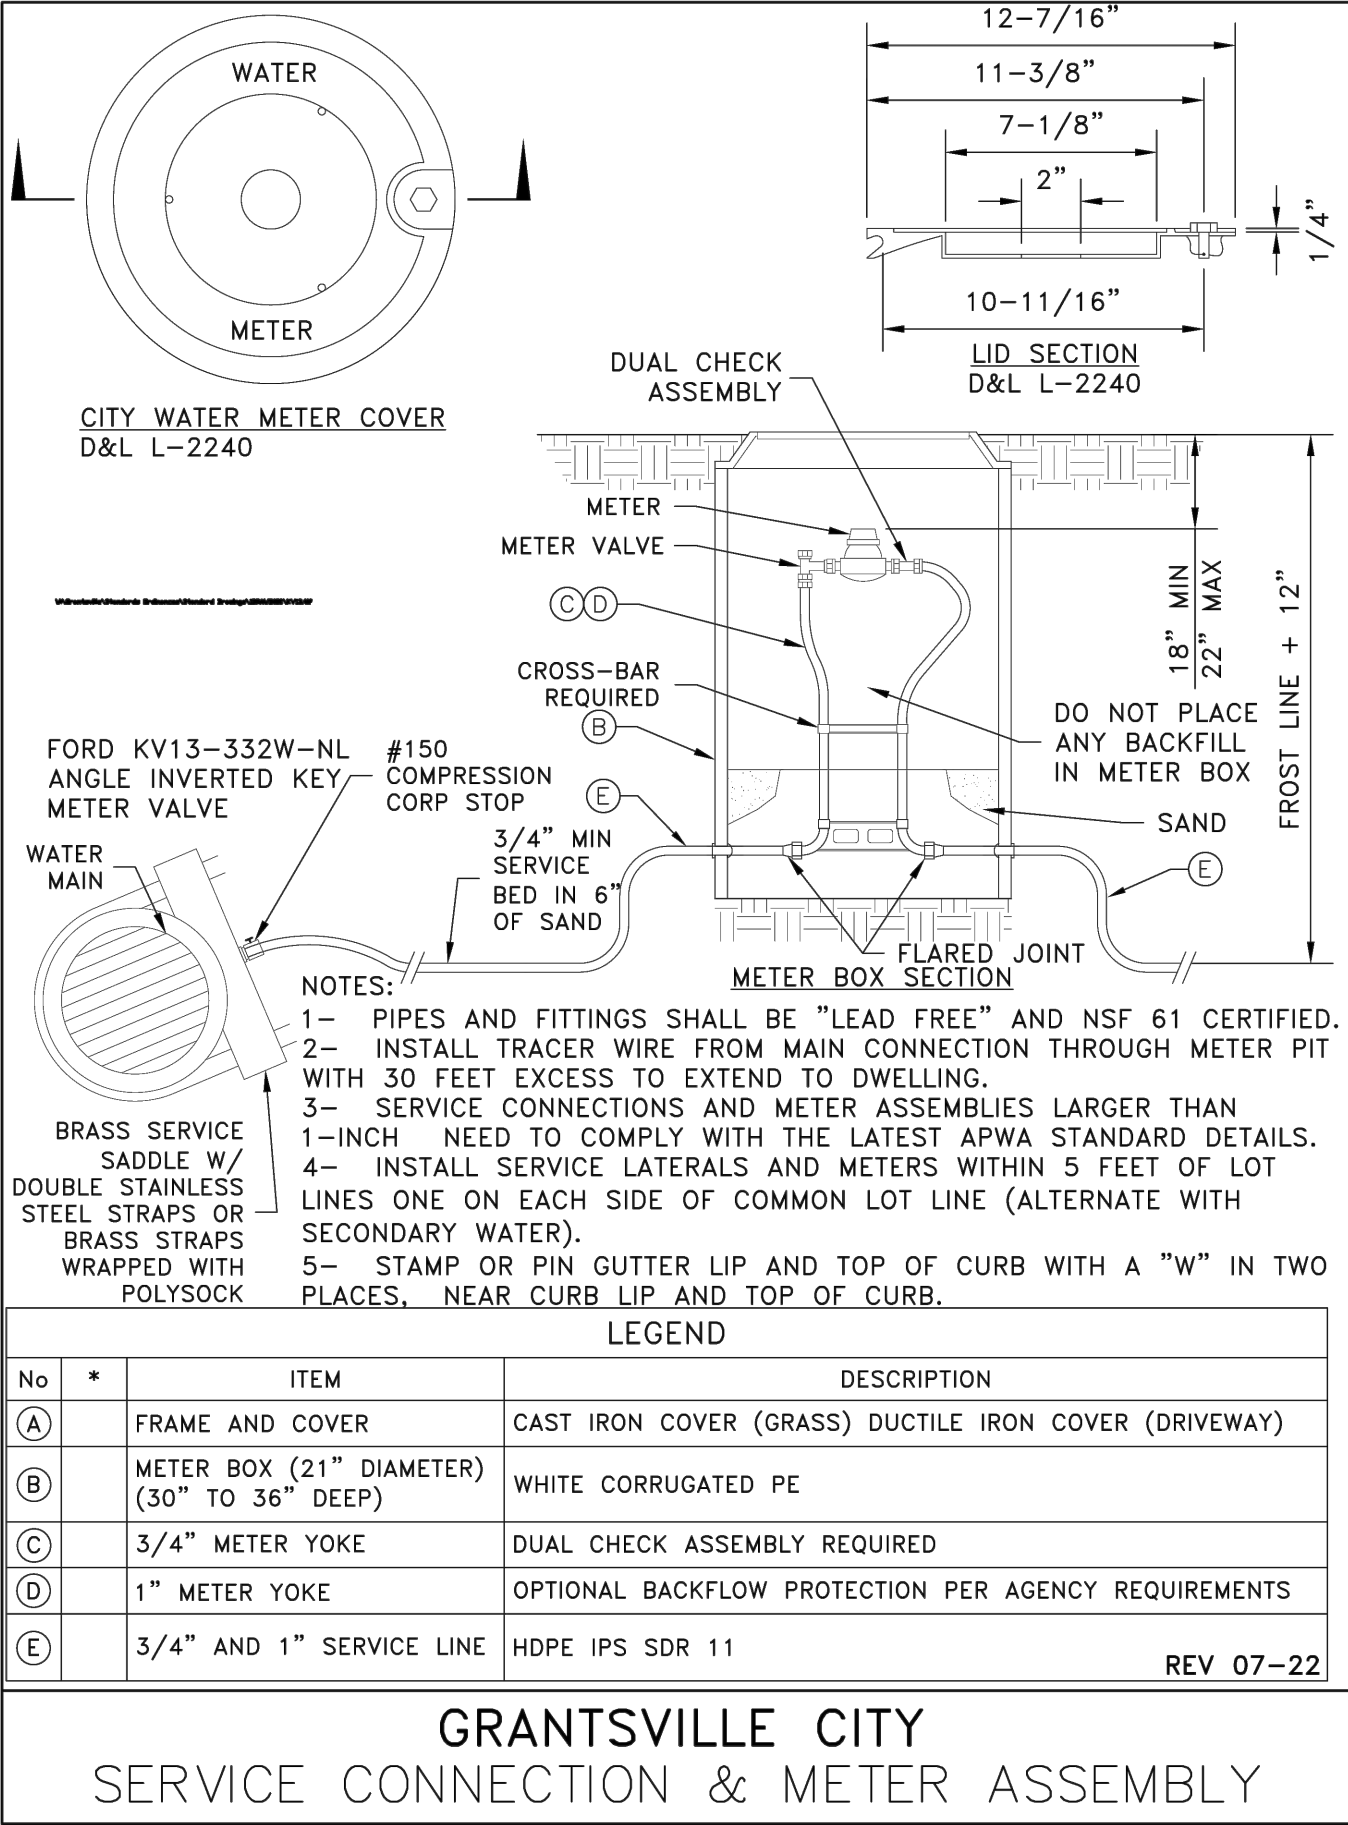 WATER
METER
CITY WATER METER COVER
D&L L-2240
12-7/16"
11-3/8"
7-1/8"
2"
1/4"
10-11/16"
LID SECTION
D&L L-2240
DUAL CHECK
ASSEMBLY
METER
METER VALVE
C D
CROSS-BAR
REQUIRED
B
E
18" MIN
22" MAX
FROST LINE + 12"
DO NOT PLACE
ANY BACKFILL
IN METER BOX
SAND
E
FORD KV13-332W-NL
ANGLE INVERTED KEY
METER VALVE
#150
COMPRESSION
CORP STOP
3/4" MIN
SERVICE
BED IN 6"
OF SAND
WATER
MAIN
FLARED JOINT
METER BOX SECTION
BRASS SERVICE
SADDLE W/
DOUBLE STAINLESS
STEEL STRAPS OR
BRASS STRAPS
WRAPPED WITH
POLYSOCK
NOTES:
1- PIPES AND FITTINGS SHALL BE "LEAD FREE" AND NSF 61 CERTIFIED.
2- INSTALL TRACER WIRE FROM MAIN CONNECTION THROUGH METER PIT
WITH 30 FEET EXCESS TO EXTEND TO DWELLING.
3- SERVICE CONNECTIONS AND METER ASSEMBLIES LARGER THAN
1-INCH NEED TO COMPLY WITH THE LATEST APWA STANDARD DETAILS.
4- INSTALL SERVICE LATERALS AND METERS WITHIN 5 FEET OF LOT
LINES ONE ON EACH SIDE OF COMMON LOT LINE (ALTERNATE WITH
SECONDARY WATER).
5- STAMP OR PIN GUTTER LIP AND TOP OF CURB WITH A "W" IN TWO
PLACES, NEAR CURB LIP AND TOP OF CURB.
LEGEND
No * ITEM DESCRIPTION
A FRAME AND COVER CAST IRON COVER (GRASS) DUCTILE IRON COVER (DRIVEWAY)
B METER BOX (21" DIAMETER)
(30" TO 36" DEEP) WHITE CORRUGATED PE
C 3/4" METER YOKE DUAL CHECK ASSEMBLY REQUIRED
D 1" METER YOKE OPTIONAL BACKFLOW PROTECTION PER AGENCY REQUIREMENTS
E 3/4" AND 1" SERVICE LINE HDPE IPS SDR 11
REV 07-22
GRANTSVILLE CITY
SERVICE CONNECTION & METER ASSEMBLY